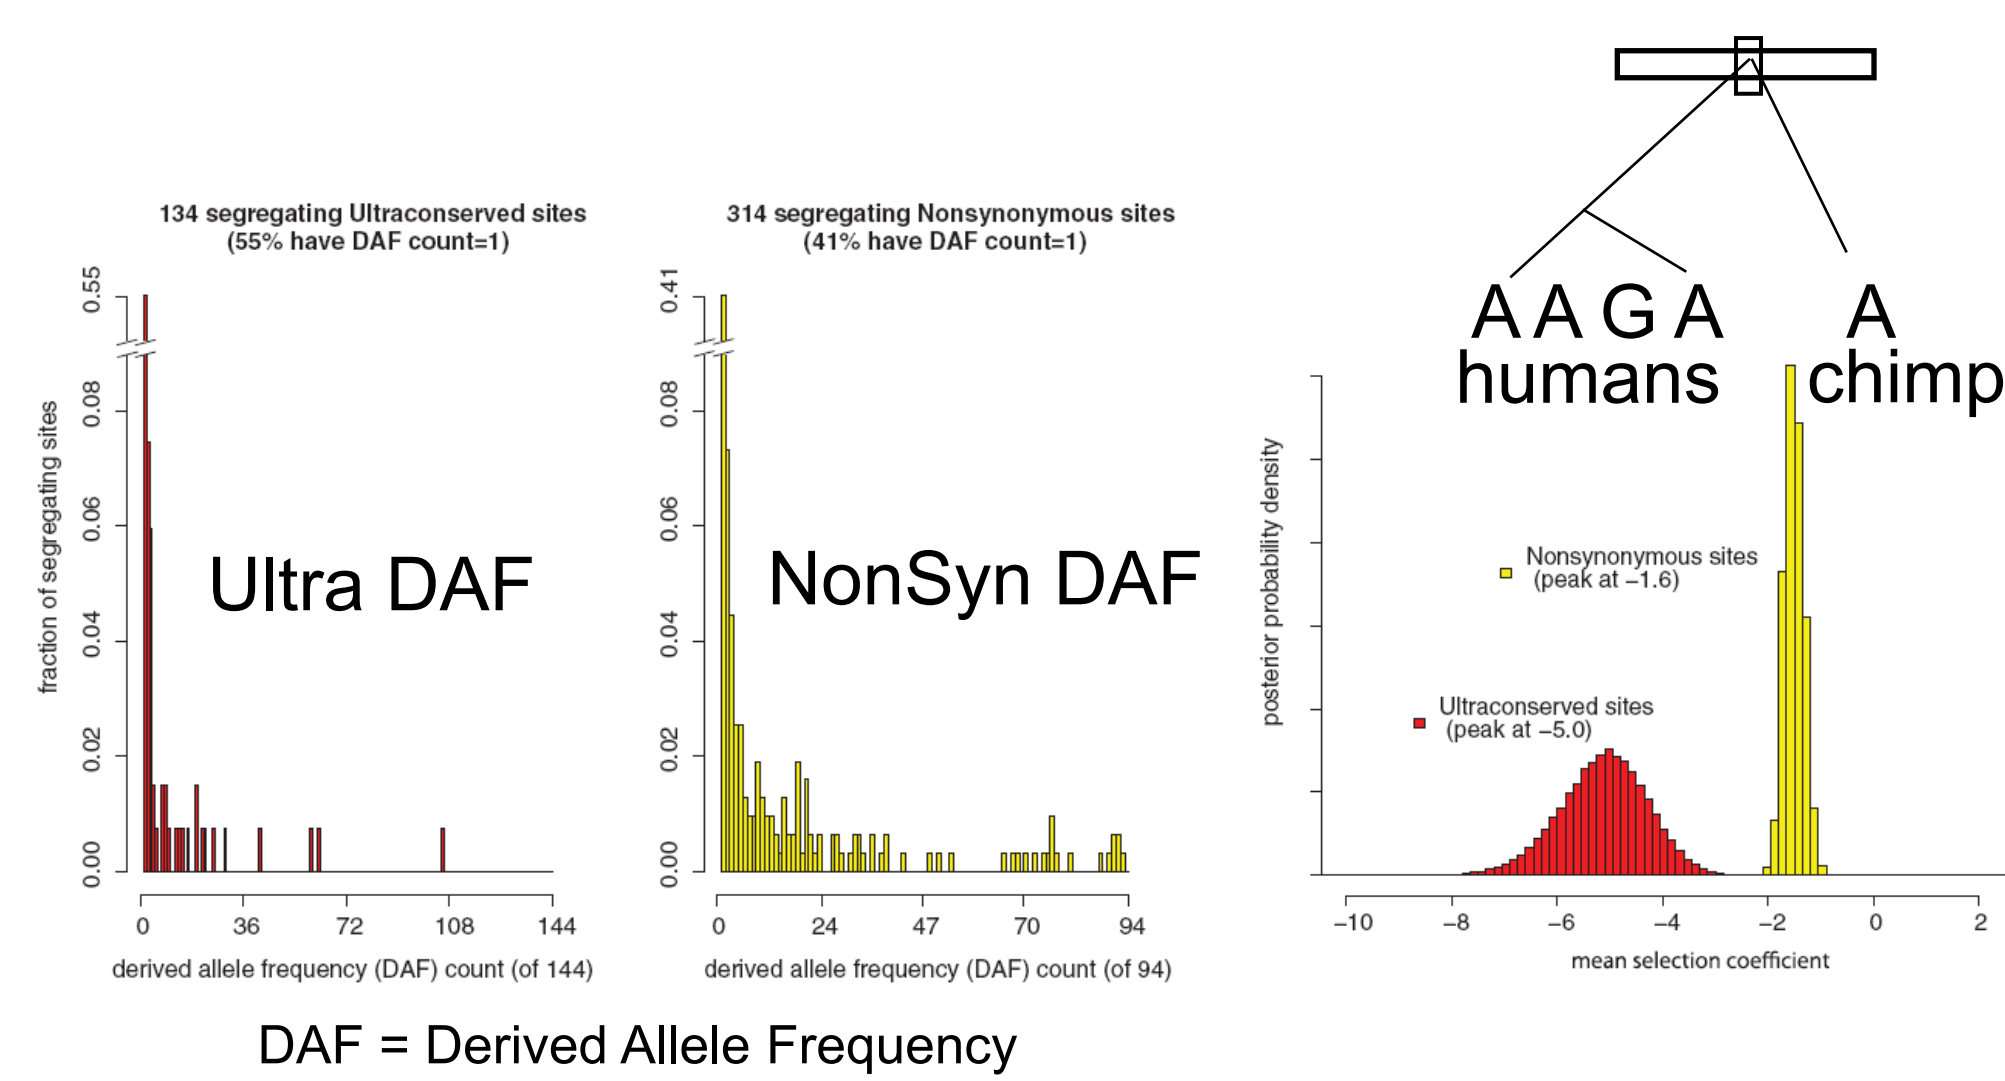 134 segregating Ultraconserved sites
(55% have DAF count=1)
fraction of segregating sites
0.55
0.08
0.06
0.04
0.02
0.00
Ultra DAF
0
36
72
108
144
derived allele frequency (DAF) count (of 144)
314 segregating Nonsynonymous sites
(41% have DAF count=1)
0.41
0.08
0.06
0.04
0.02
0.00
NonSyn DAF
0
24
47
70
94
derived allele frequency (DAF) count (of 94)
A A G A
A
humans
chimp
posterior probability density
Nonsynonymous sites
(peak at −1.6)
Ultraconserved sites
(peak at −5.0)
−10
−8
−6
−4
−2
0
2
mean selection coefficient
DAF = Derived Allele Frequency